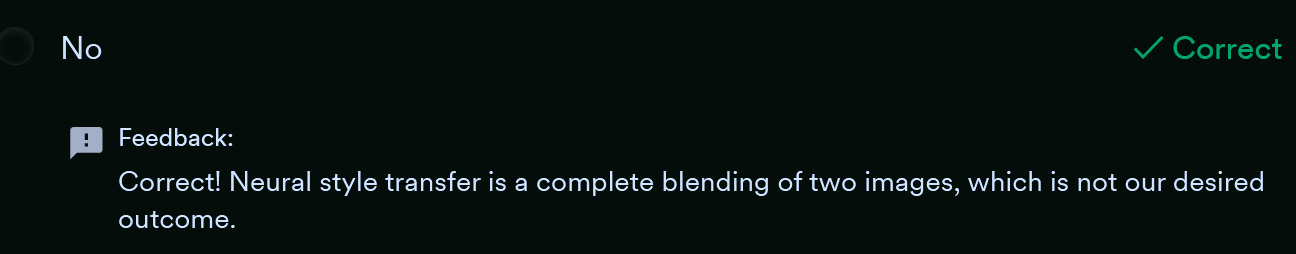 No
Correct
Feedback:
Correct! Neural style transfer is a complete blending of two images, which is not our desired
outcome.